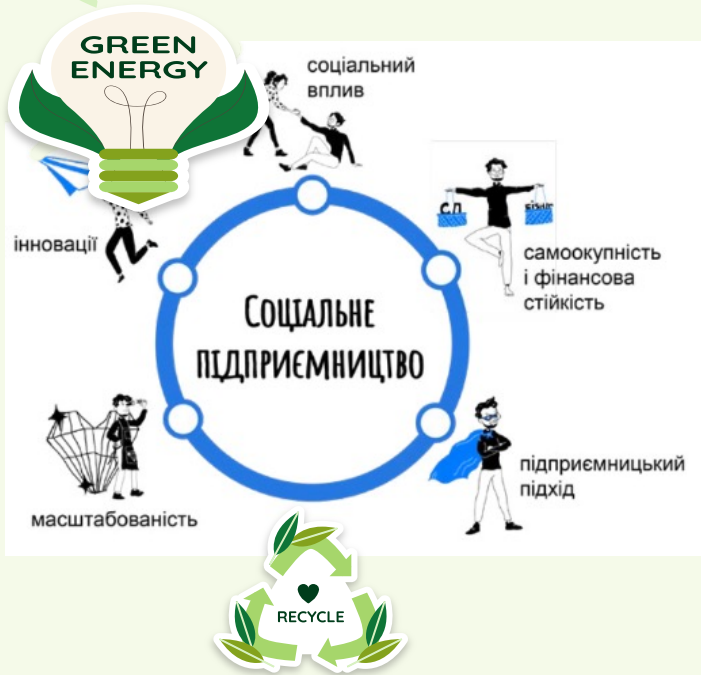 GREEN
ENERGY
соціальний
вплив
С.П
БІЗНЕС
інновації
самоокупність
і фінансова
стійкість
Соціальне
підприємництво
підприємницький
підхід
масштабованість
RECYCLE